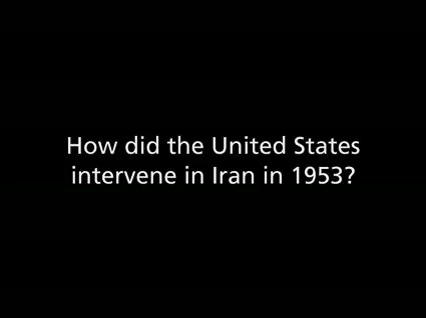 How did the United States
intervene in Iran in 1953?